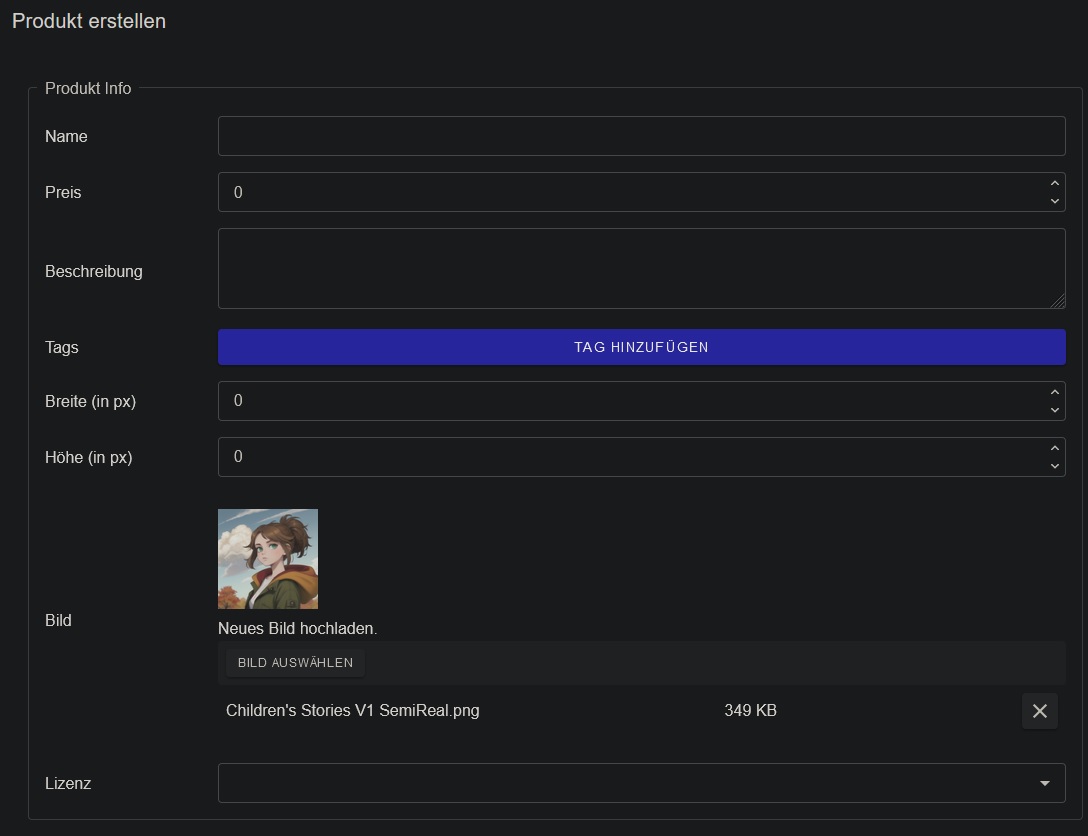 Produkt erstellen
Produkt Info
Name
Preis
0
Beschreibung
Tags
TAG HINZUFÜGEN
Breite (in px)
0
Höhe (in px)
0
Bild
Neues Bild hochladen.
BILD AUSWÄHLEN
Children's Stories V1 SemiReal.png 349 KB
Lizenz